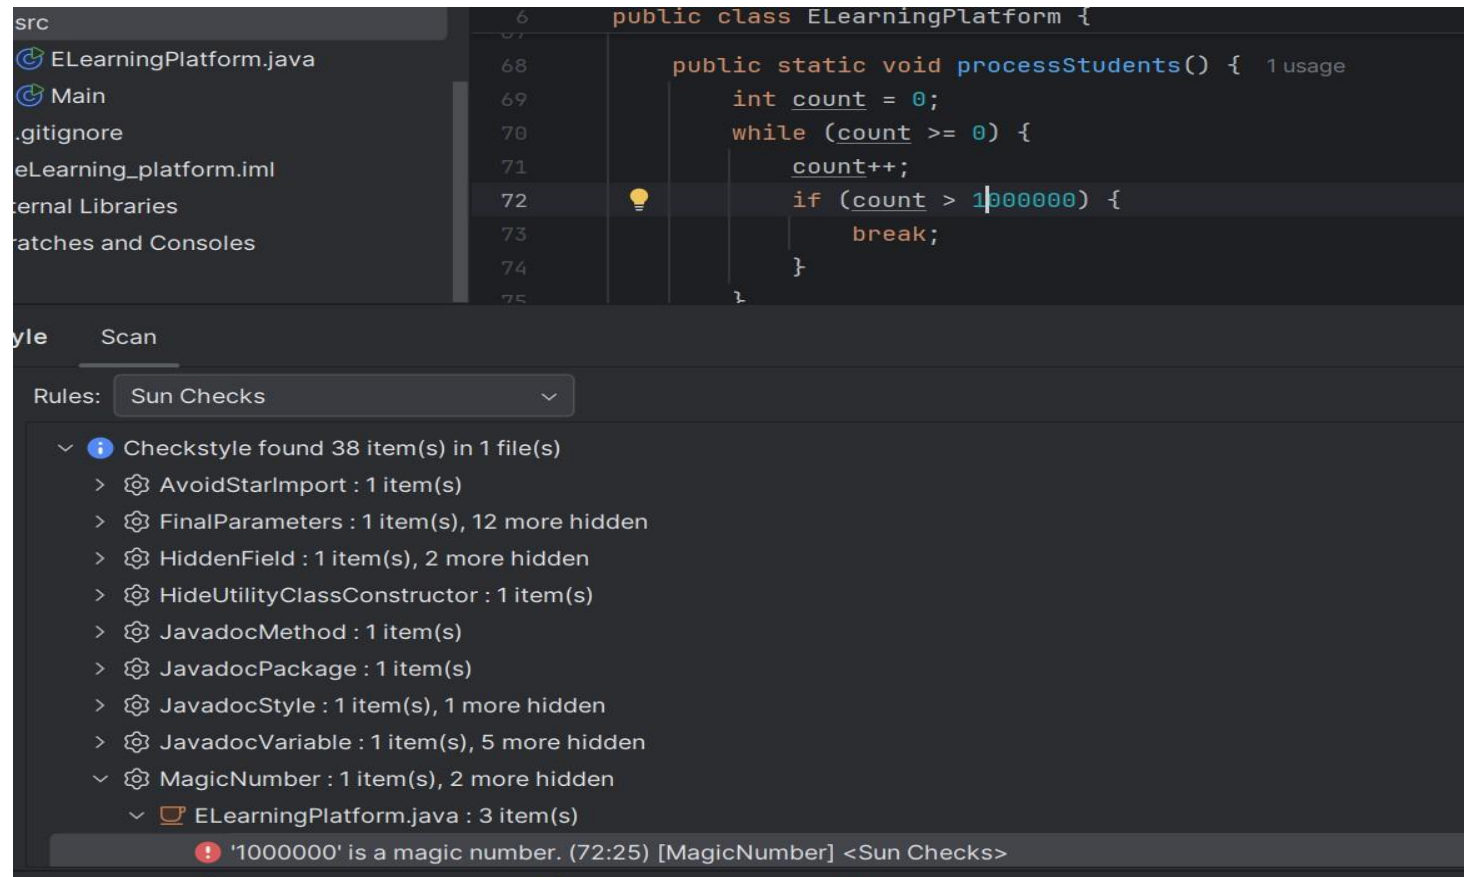 src
ELearningPlatform.java
Main
.gitignore
eLearning_platform.iml
ternal Libraries
ratches and Consoles
6 public class ELearningPlatform {
67
68 public static void processStudents() { 1 usage
69 int count = 0;
70 while (count >= 0) {
71 count++;
72 if (count > 1000000) {
73 break;
74 }
75 }
yle Scan
Rules: Sun Checks
Checkstyle found 38 item(s) in 1 file(s)
AvoidStarImport : 1 item(s)
FinalParameters : 1 item(s), 12 more hidden
HiddenField : 1 item(s), 2 more hidden
HideUtilityClassConstructor : 1 item(s)
JavadocMethod : 1 item(s)
JavadocPackage : 1 item(s)
JavadocStyle : 1 item(s), 1 more hidden
JavadocVariable : 1 item(s), 5 more hidden
MagicNumber : 1 item(s), 2 more hidden
ELearningPlatform.java : 3 item(s)
'1000000' is a magic number. (72:25) [MagicNumber] <Sun Checks>